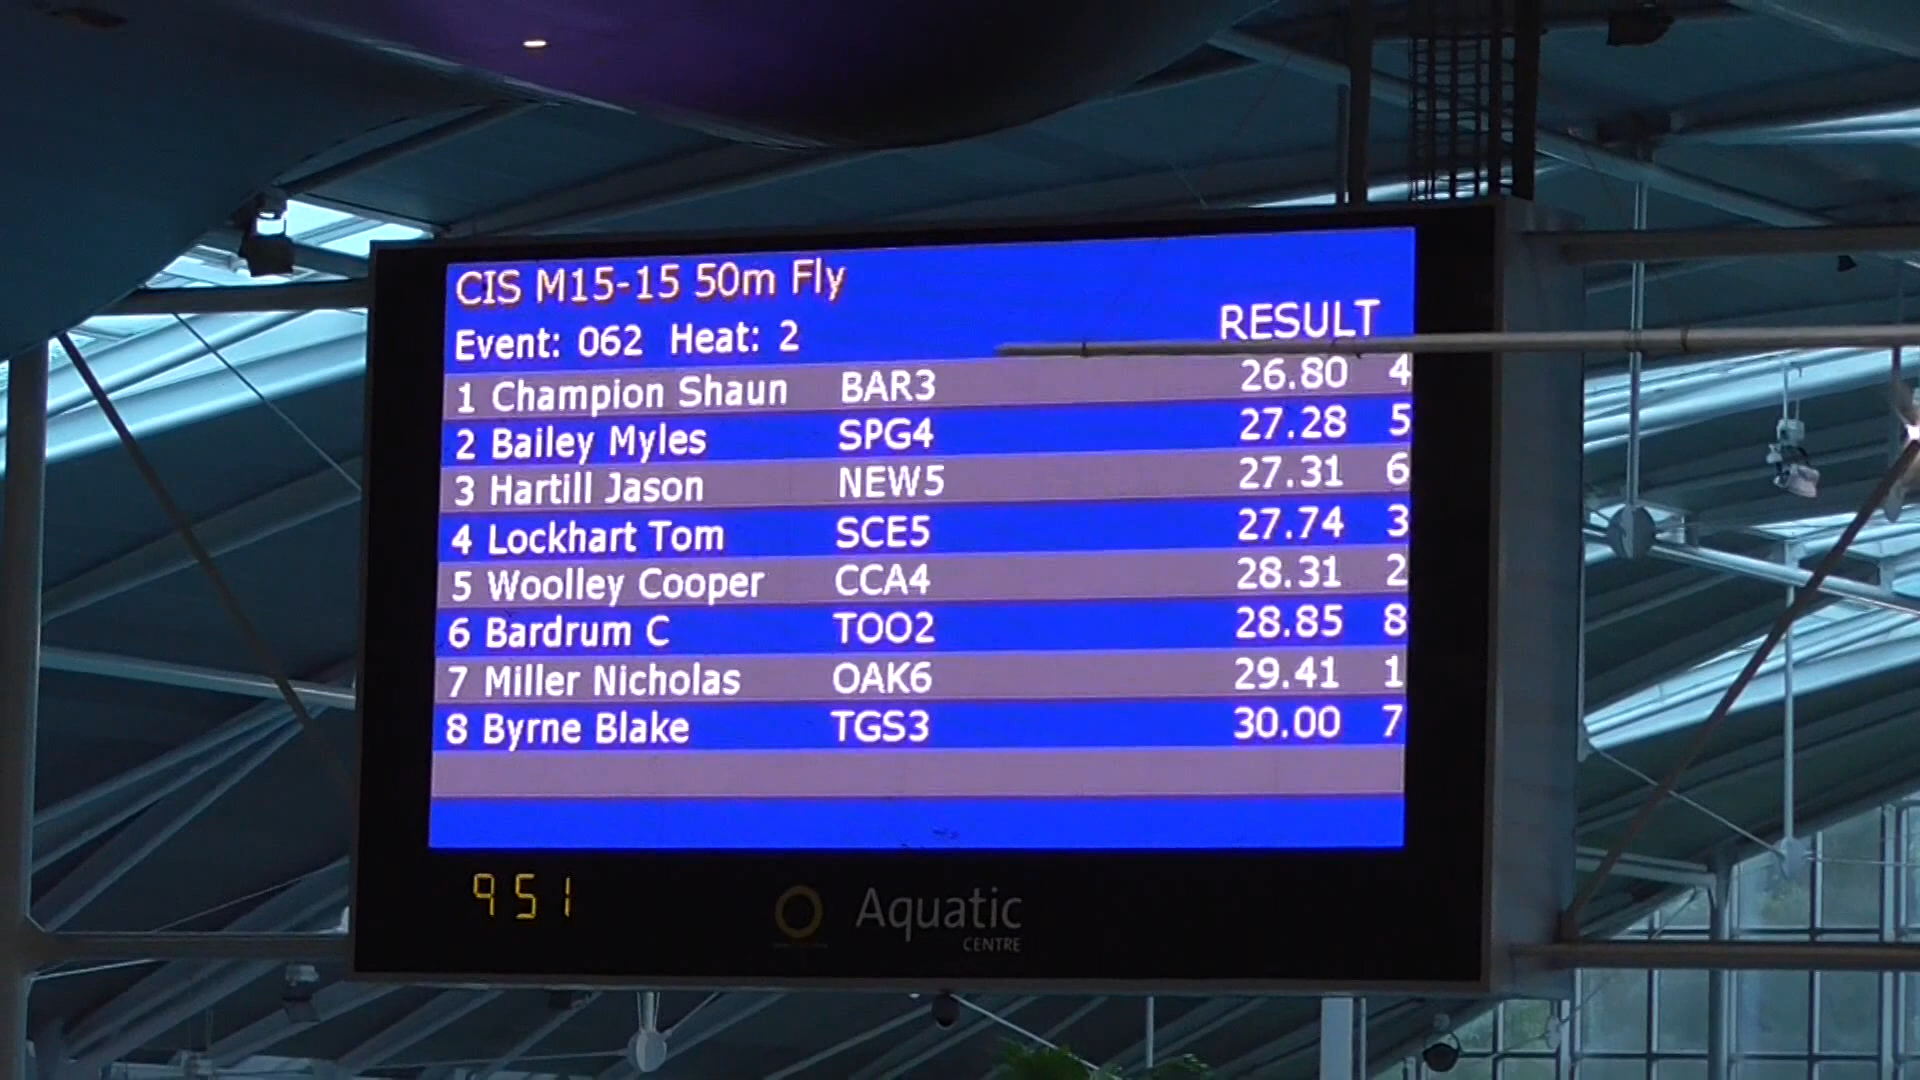 CIS M15-15 50m Fly
Event: 062 Heat: 2 RESULT
1 Champion Shaun BAR3 26.80 4
2 Bailey Myles SPG4 27.28 5
3 Hartill Jason NEW5 27.31 6
4 Lockhart Tom SCE5 27.74 3
5 Woolley Cooper CCA4 28.31 2
6 Bardrum C TOO2 28.85 8
7 Miller Nicholas OAK6 29.41 1
8 Byrne Blake TGS3 30.00 7
951 Aquatic
CENTRE